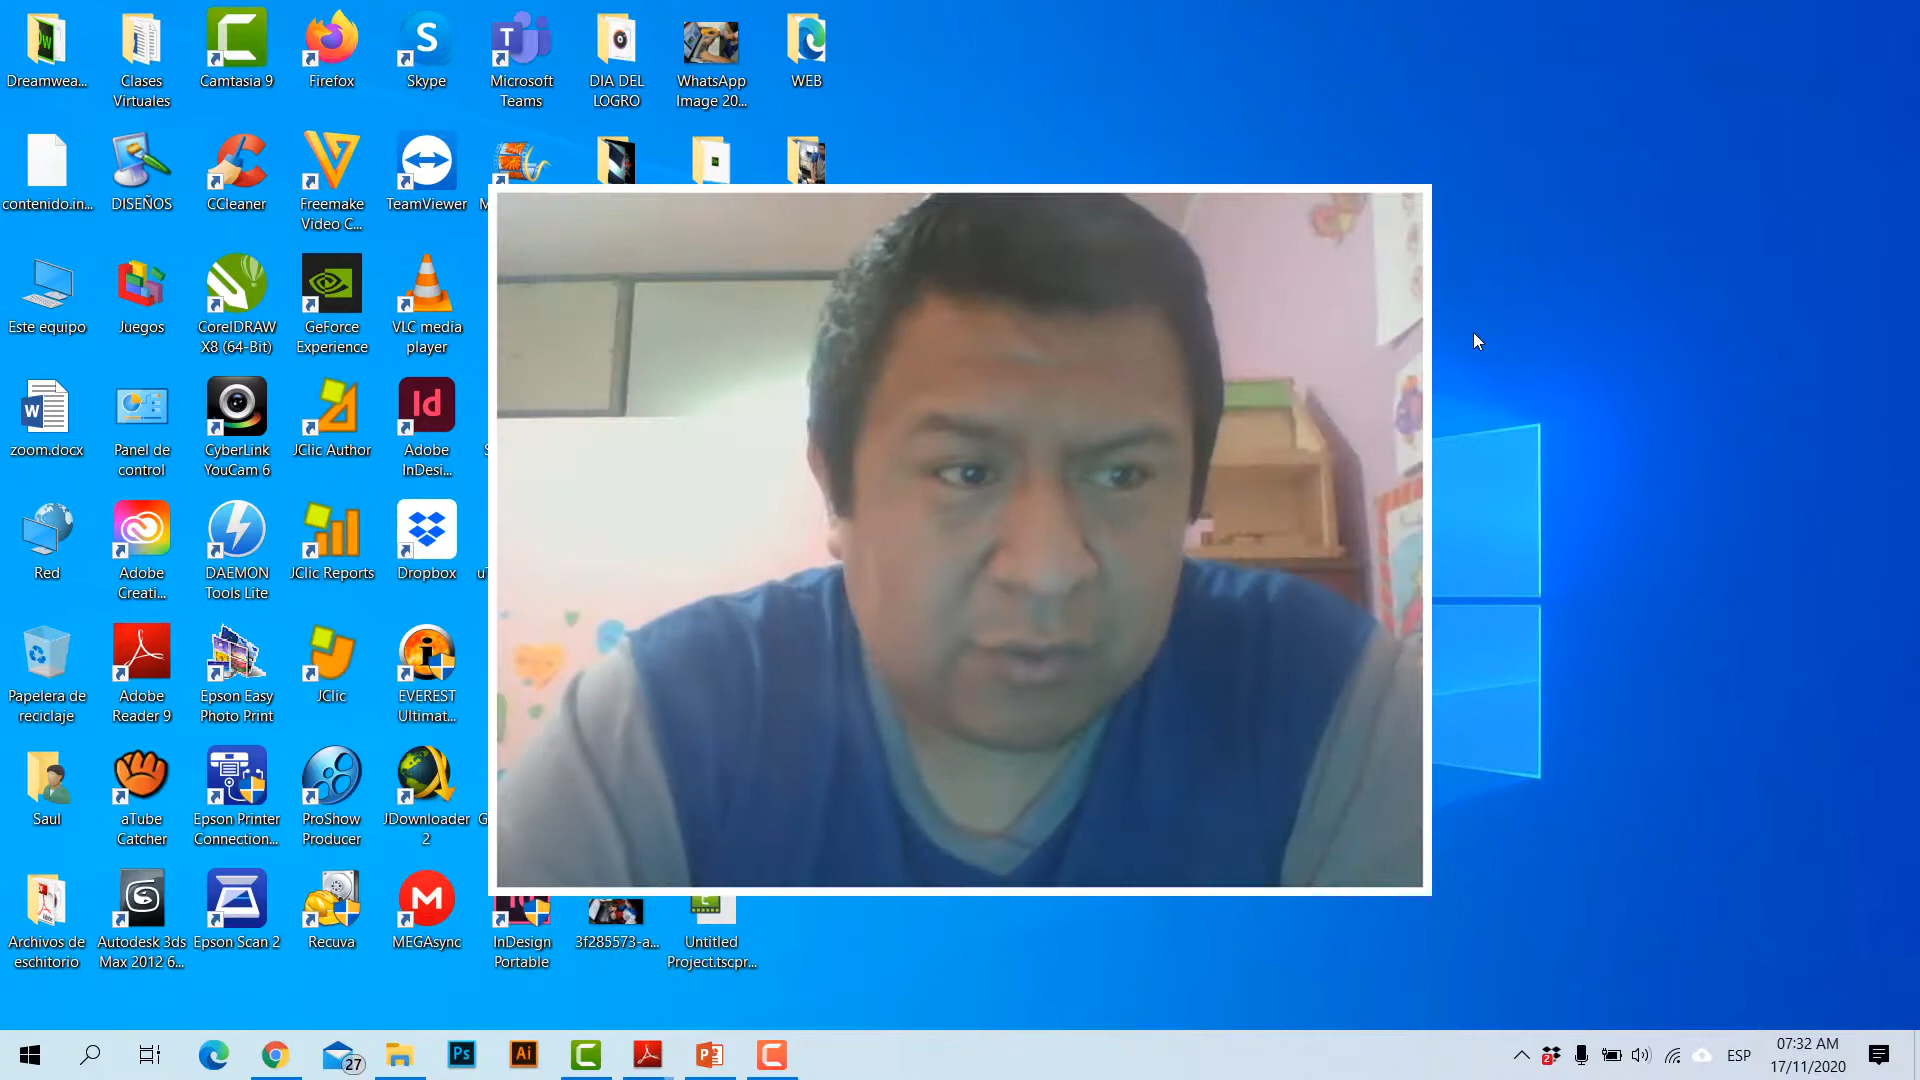 Dreamwea...
Clases
Virtuales
Camtasia 9
Firefox
Skype
Microsoft
Teams
DIA DEL
LOGRO
WhatsApp
Image 20...
WEB
contenido.in...
DISEÑOS
CCleaner
Freemake
Video C...
TeamViewer
Este equipo
Juegos
CorelDRAW
X8 (64-Bit)
GeForce
Experience
VLC media
player
zoom.docx
Panel de
control
CyberLink
YouCam 6
JClic Author
Adobe
InDesi...
Red
Adobe
Creati...
DAEMON
Tools Lite
JClic Reports
Dropbox
Papelera de
reciclaje
Adobe
Reader 9
Epson Easy
Photo Print
JClic
EVEREST
Ultimat...
Saul
aTube
Catcher
Epson Printer
Connection...
ProShow
Producer
JDownloader
2
Archivos de
eschitorio
Autodesk 3ds
Max 2012 6...
Epson Scan 2
Recuva
MEGAsync
InDesign
Portable
3f285573-a...
Untitled
Project.tscpr...
27
Ps
Ai
2
ESP
07:32 AM
17/11/2020